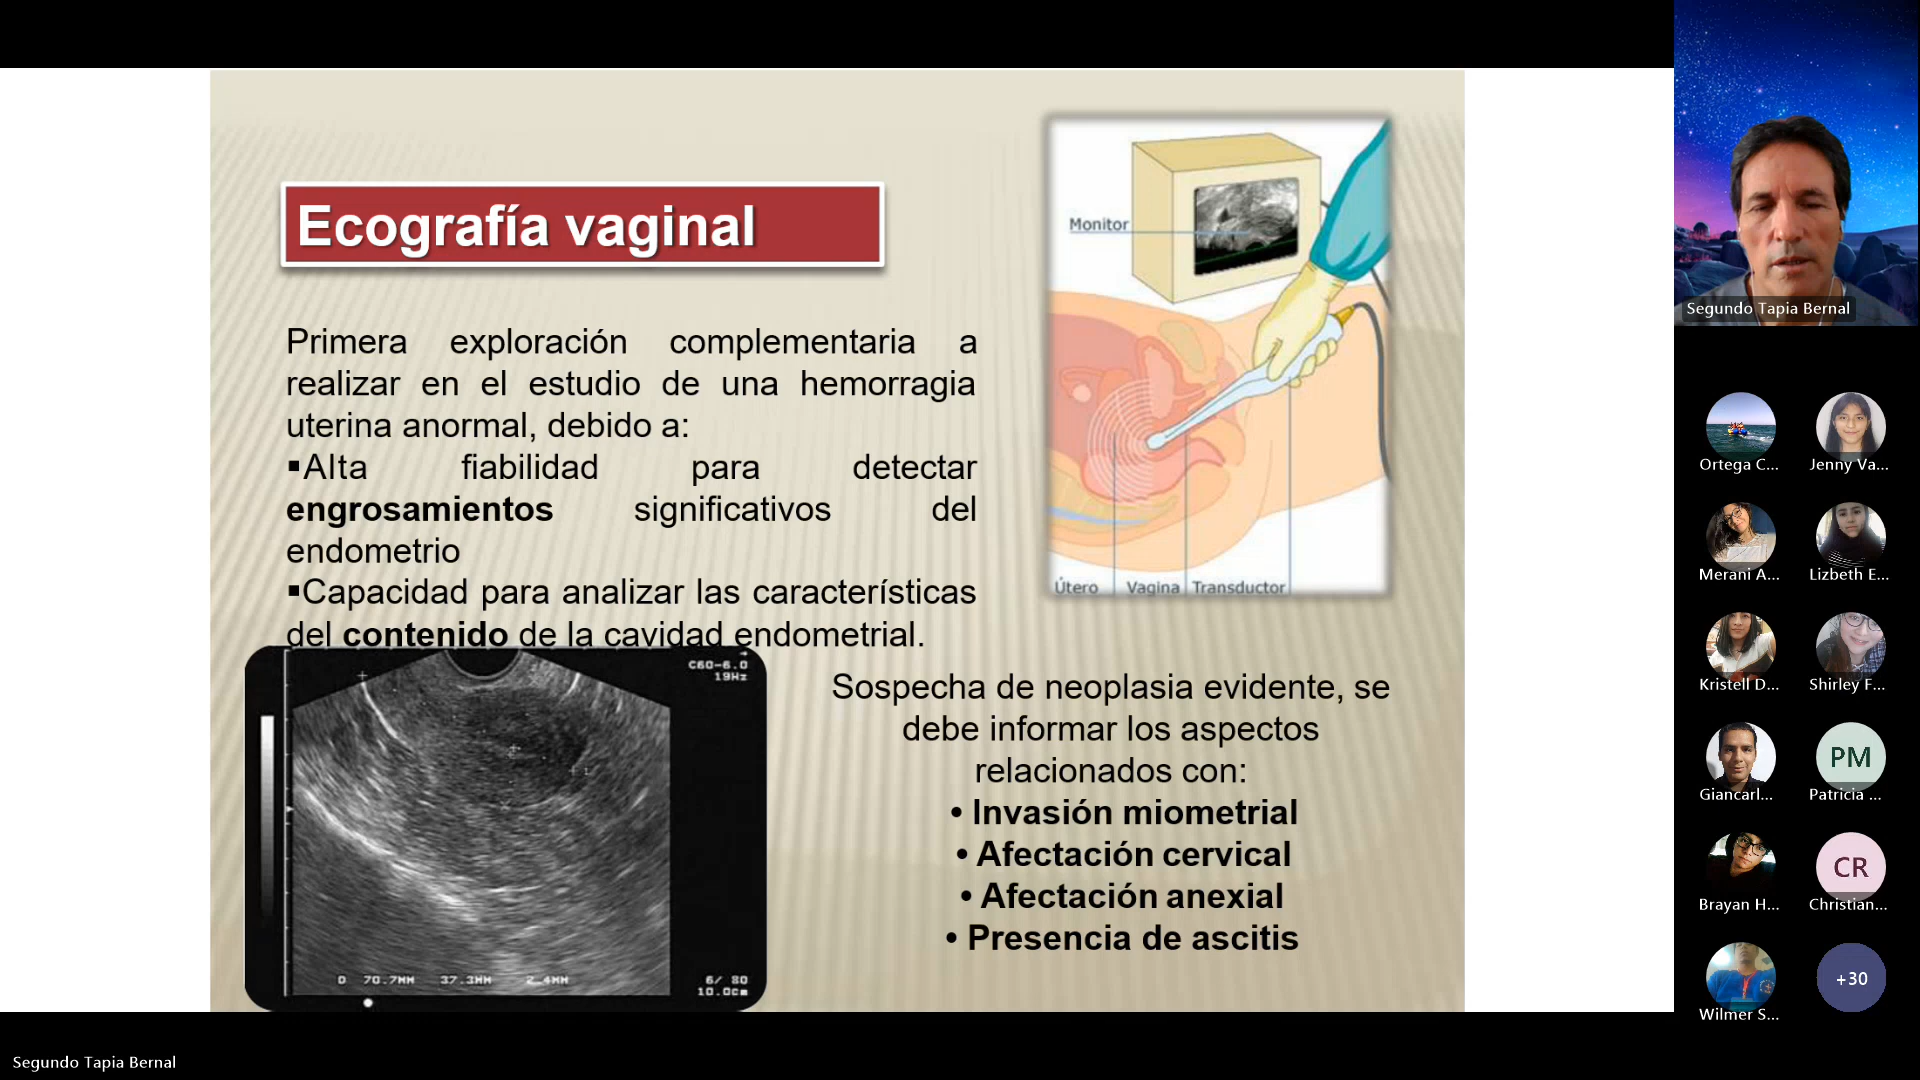 Ecografía vaginal
Primera exploración complementaria a
realizar en el estudio de una hemorragia
uterina anormal, debido a:
▪Alta fiabilidad para detectar
engrosamientos significativos del
endometrio
▪Capacidad para analizar las características
del contenido de la cavidad endometrial.
Monitor
Útero Vagina Transductor
C60-6.0
19Hz
D 70.7MM 37.3MM 2.4MM
6/ 80
10.0cm
Sospecha de neoplasia evidente, se
debe informar los aspectos
relacionados con:
• Invasión miometrial
• Afectación cervical
• Afectación anexial
• Presencia de ascitis
Segundo Tapia Bernal
Ortega C...
Jenny Va...
Merani A...
Lizbeth E...
Kristell D...
Shirley F...
Giancarl...
PM
Patricia ...
Brayan H...
CR
Christian...
Wilmer S...
+30
Segundo Tapia Bernal